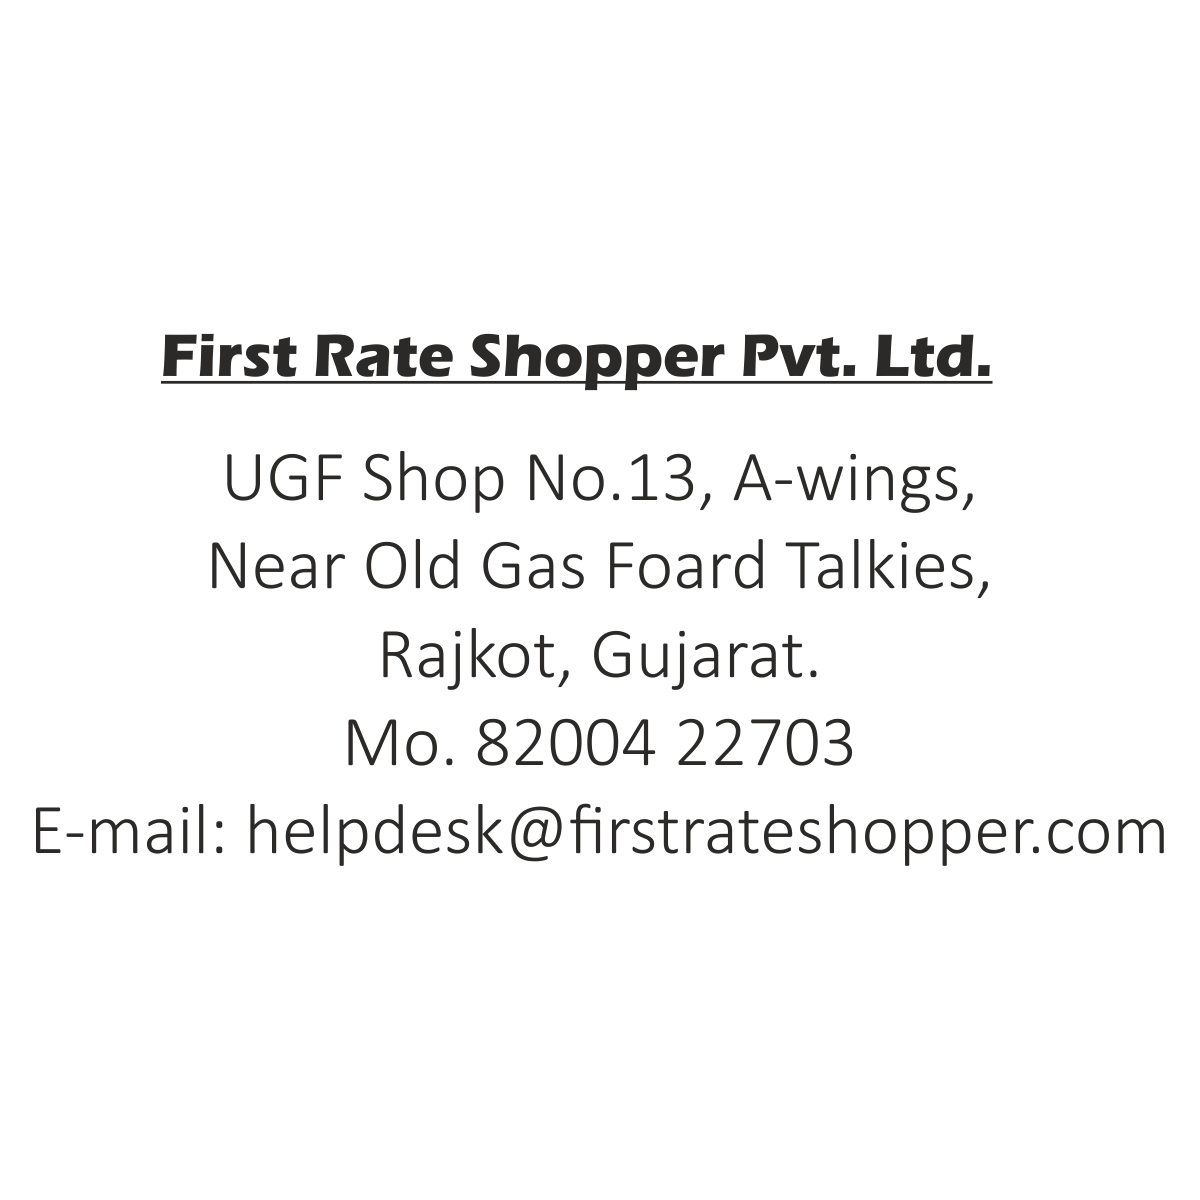 First Rate Shopper Pvt. Ltd.
UGF Shop No.13, A-wings,
Near Old Gas Foard Talkies,
Rajkot, Gujarat.
Mo. 82004 22703
E-mail: helpdesk@firstrateshopper.com